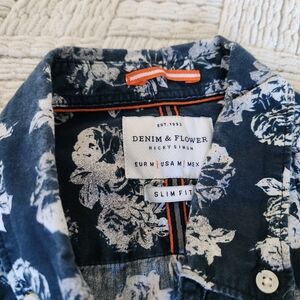 EST. 1993
DENIM & FLOWER
RICKY SINGH
EUR M | USA M | MEX
SLIM FIT